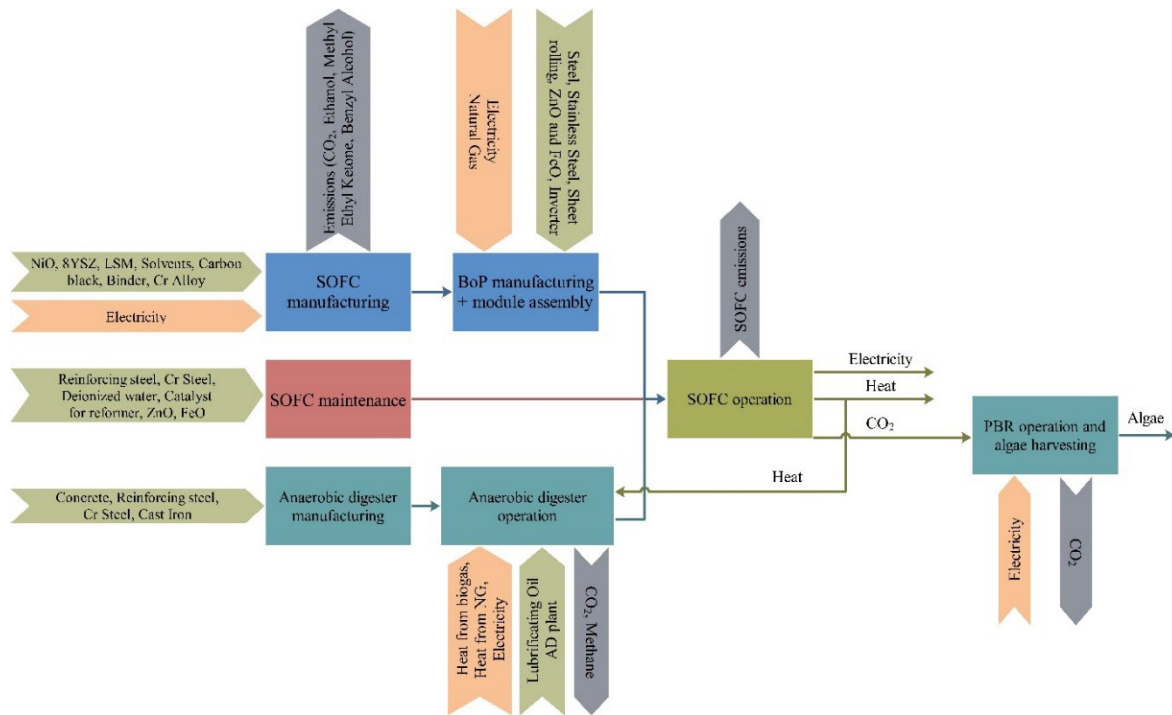 Emissions (CO₂, Ethanol, Methyl
Ethyl Ketone, Benzyl Alcohol)
Electricity
Natural Gas
Steel, Stainless Steel, Sheet
rolling, ZnO and FeO, Inverter
NiO, 8YSZ, LSM, Solvents, Carbon
black, Binder, Cr Alloy
Electricity
SOFC
manufacturing
BoP manufacturing
+ module assembly
SOFC emissions
Reinforcing steel, Cr Steel,
Deionized water, Catalyst
for reformer, ZnO, FeO
SOFC maintenance
SOFC operation
Electricity
Heat
CO₂
PBR operation and
algae harvesting
Algae
Heat
Concrete, Reinforcing steel,
Cr Steel, Cast Iron
Anaerobic digester
manufacturing
Anaerobic digester
operation
Heat from biogas,
Heat from NG,
Electricity
Lubrificating Oil
AD plant
CO₂, Methane
Electricity
CO₂